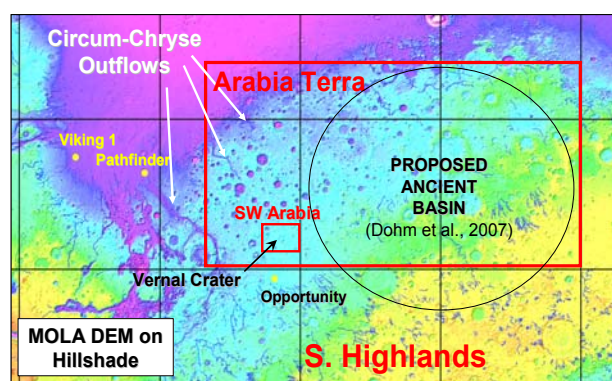 Circum-Chryse
Outflows
Arabia Terra
Viking 1
Pathfinder
PROPOSED
ANCIENT
BASIN
(Dohm et al., 2007)
SW Arabia
Vernal Crater
Opportunity
MOLA DEM on
Hillshade
S. Highlands